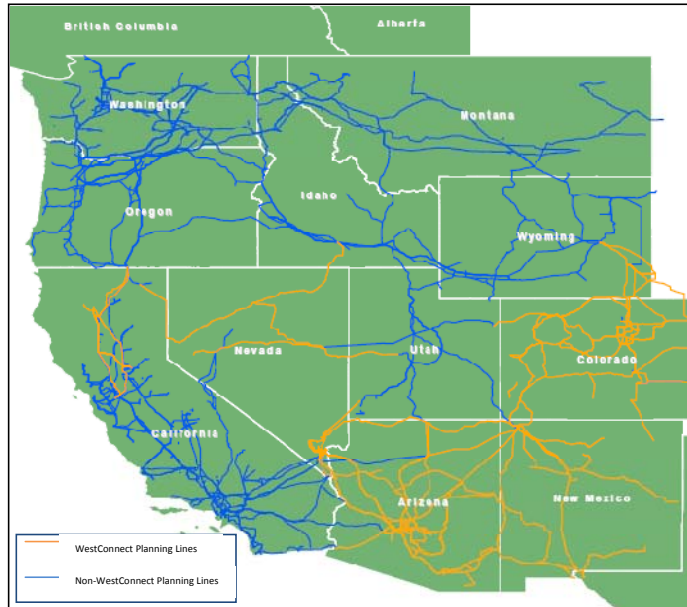 British Columbia
Alberta
Washington
Montana
Oregon
Idaho
Wyoming
Nevada
Utah
Colorado
California
Arizona
New Mexico
WestConnect Planning Lines
Non-WestConnect Planning Lines